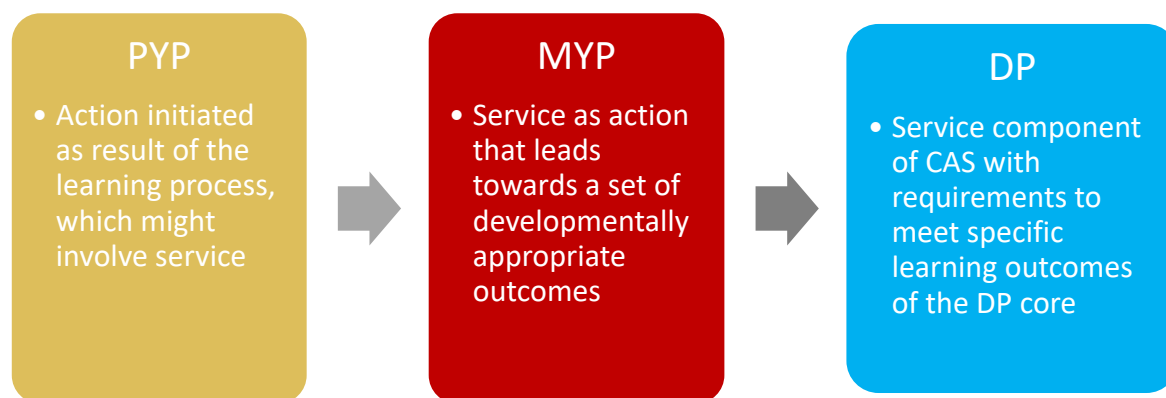 PYP
• Action initiated
as result of the
learning process,
which might
involve service
MYP
• Service as action
that leads
towards a set of
developmentally
appropriate
outcomes
DP
• Service component
of CAS with
requirements to
meet specific
learning outcomes
of the DP core